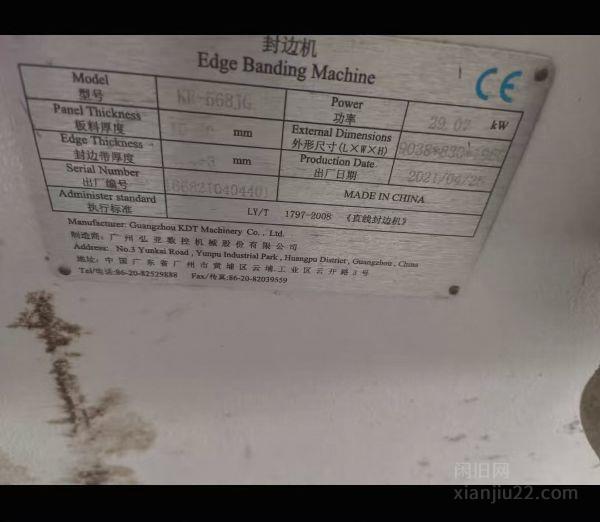 封边机
Edge Banding Machine
CE
Model
型号
KE-568JG
Power
功率
29.07 kW
Panel Thickness
板料厚度
mm
External Dimensions
外形尺寸(L×W×H)
Edge Thickness
封边带厚度
mm
Production Date
出厂日期
2021/04/25
Serial Number
出厂编号
MADE IN CHINA
Administer standard
执行标准
LY/T 1797-2008 《直线封边机》
Manufacturer: Guangzhou KDT Machinery Co., Ltd.
制造商: 广州弘亚数控机械股份有限公司
Address: No.3 Yunkai Road, Yunpu Industrial Park, Huangpu District, Guangzhou, China
地址: 中国广东省广州市黄埔区云埔工业区云开路3号
Tel/电话:86-20-82529888 Fax/传真:86-20-82039559
闲旧网
xianjiu22.com